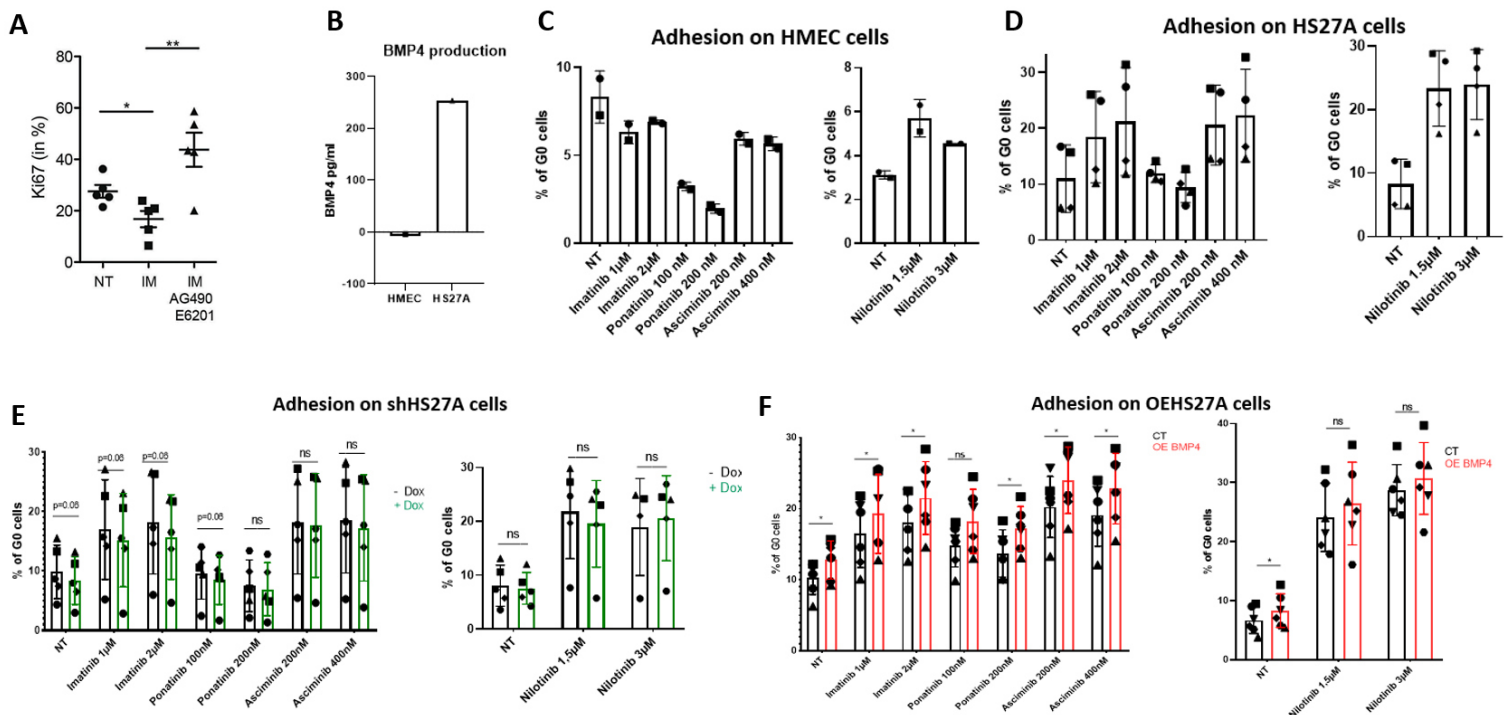 A
Ki67 (in %)
80
60
40
20
0
*
**
NT
IM
IM
AG490
E6201
B
BMP4 production
BMP4 pg/ml
300
200
100
0
-100
HMEC
HS27A
C
Adhesion on HMEC cells
% of G0 cells
10
5
0
NT
Imatinib 1µM
Imatinib 2µM
Ponatinib 100 nM
Ponatinib 200 nM
Asciminib 200 nM
Asciminib 400 nM
% of G0 cells
8
6
4
2
0
NT
Nilotinib 1.5µM
Nilotinib 3µM
D
Adhesion on HS27A cells
% of G0 cells
30
20
10
0
NT
Imatinib 1µM
Imatinib 2µM
Ponatinib 100 nM
Ponatinib 200 nM
Asciminib 200 nM
Asciminib 400 nM
% of G0 cells
30
20
10
0
NT
Nilotinib 1.5µM
Nilotinib 3µM
E
Adhesion on shHS27A cells
% of G0 cells
30
20
10
0
p=0.06
p=0.06
p=0.06
p=0.06
ns
ns
ns
- Dox
+ Dox
NT
Imatinib 1µM
Imatinib 2µM
Ponatinib 100nM
Ponatinib 200nM
Asciminib 200nM
Asciminib 400nM
% of G0 cells
40
30
20
10
0
ns
ns
ns
- Dox
+ Dox
NT
Nilotinib 1.5µM
Nilotinib 3µM
F
Adhesion on OEHS27A cells
% of G0 cells
30
20
10
0
*
*
*
ns
*
*
*
CT
OE BMP4
NT
Imatinib 1µM
Imatinib 2µM
Ponatinib 100nM
Ponatinib 200nM
Asciminib 200nM
Asciminib 400nM
% of G0 cells
40
30
20
10
0
*
ns
ns
CT
OE BMP4
NT
Nilotinib 1.5µM
Nilotinib 3µM